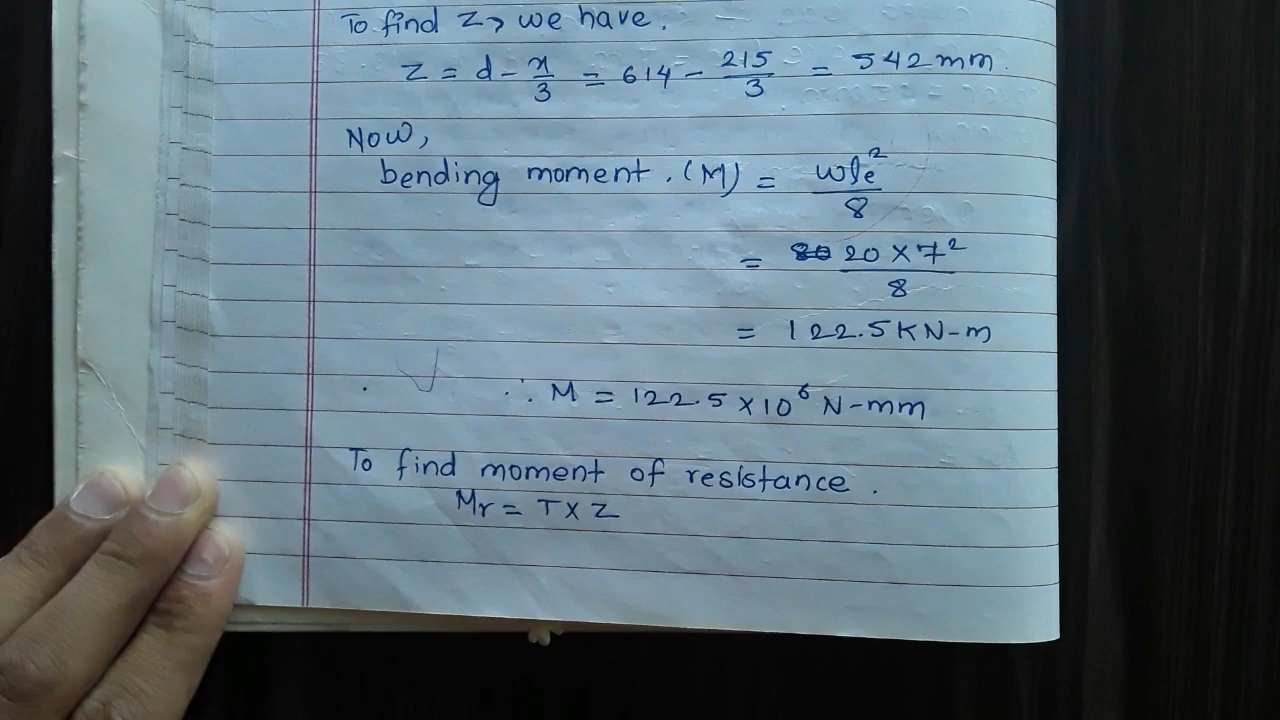 To find z, we have.
z = d - x/3 = 614 - 215/3 = 542 mm.
Now,
bending moment. (M) = wle²/8
= 20 x 7²/8
= 122.5 KN-m
∴ M = 122.5 x 10⁶ N-mm
To find moment of resistance.
Mr = T x z